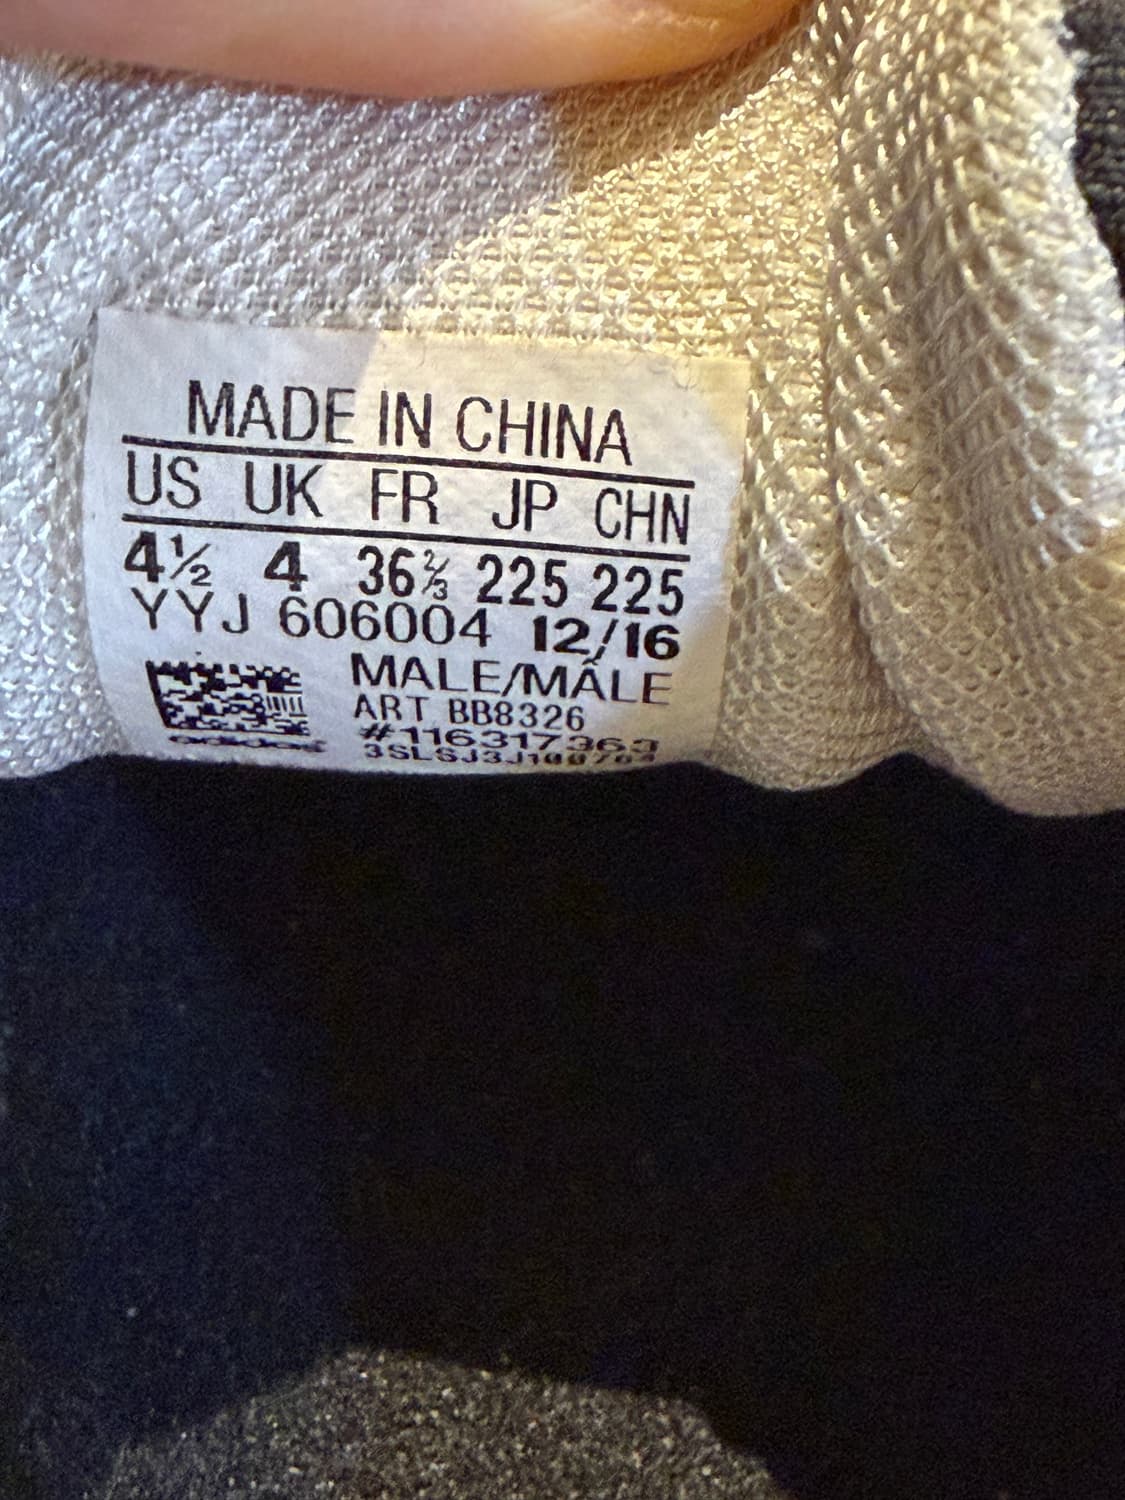 MADE IN CHINA
US UK FR JP CHN
4½ 4 36⅔ 225 225
YYJ 606004 12/16
MALE/MÂLE
ART BB8326
#116317363
adidas